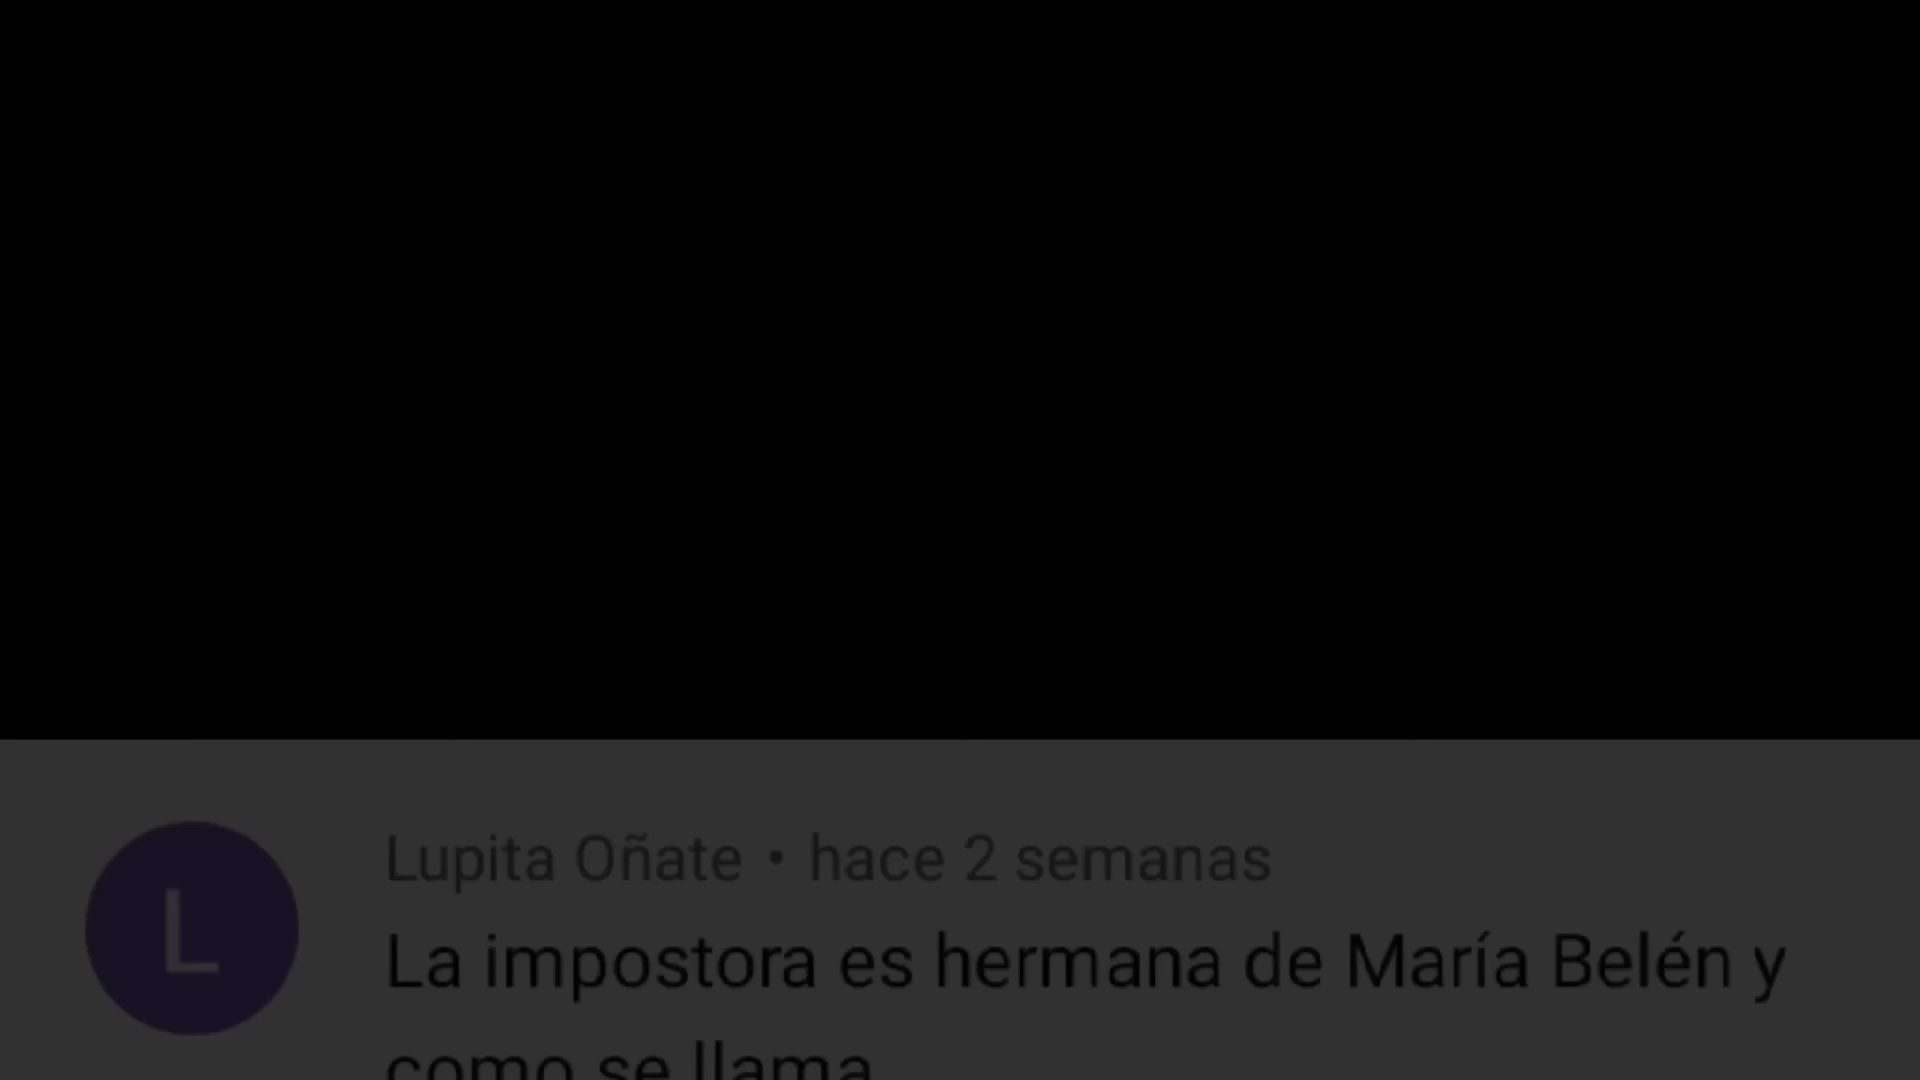 L
Lupita Oñate • hace 2 semanas
La impostora es hermana de María Belén y
como se llama